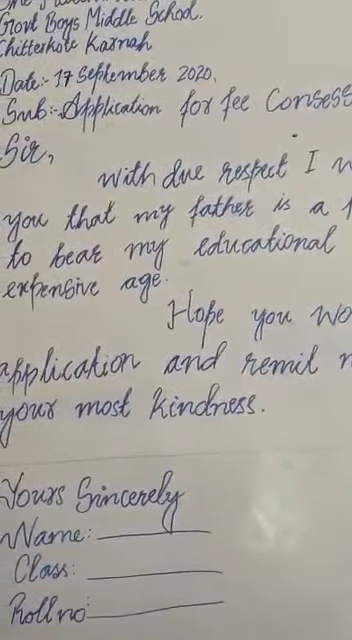 Govt Boys Middle School.
Chitterkote Karnah
Date:- 17 September 2020.
Sub:- Application for fee
Sir,
With due respect I
you that my father is a
to bear my educational
expensive age.
Hope you
application and remit
your most kindness.
Yours Sincerely
Name:
Class:
Roll no: